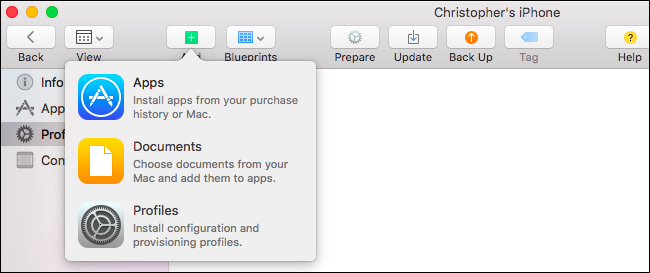 Christopher's iPhone
Back View Add Blueprints Prepare Update Back Up Tag Help
Info
Apps
Install apps from your purchase
history or Mac.
Documents
Choose documents from your
Mac and add them to apps.
Profiles
Install configuration and
provisioning profiles.
App
Prof
Con